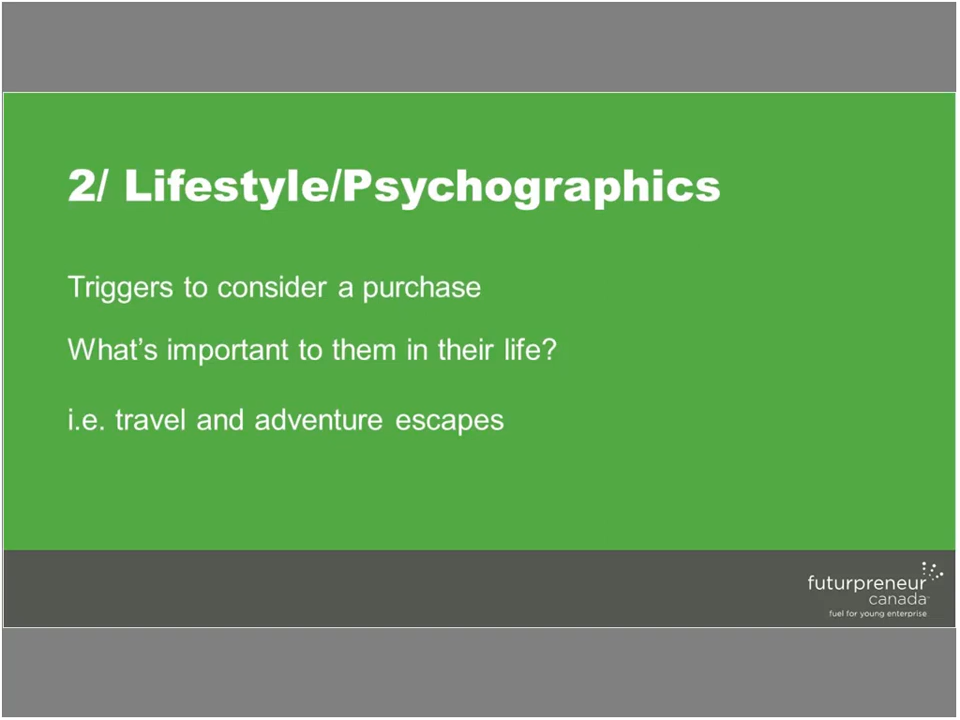 2/ Lifestyle/Psychographics
Triggers to consider a purchase
What’s important to them in their life?
i.e. travel and adventure escapes
futurpreneur
canada
fuel for young enterprise